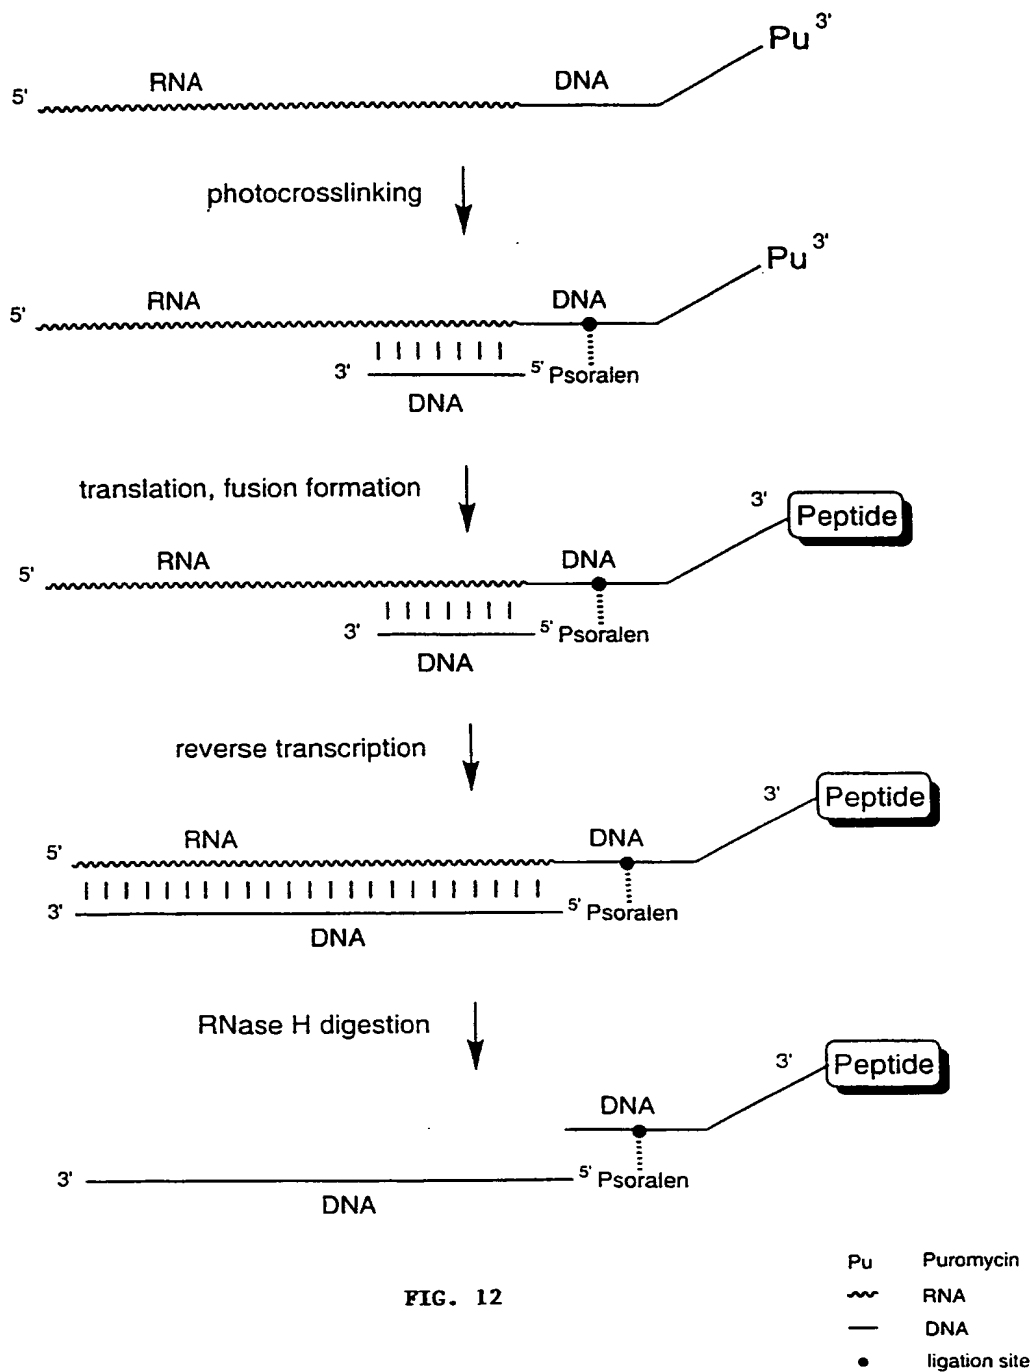 Pu 3'
RNA DNA
5'
photocrosslinking
Pu 3'
RNA DNA
5'
3' 5' Psoralen
DNA
translation, fusion formation
3' Peptide
RNA DNA
5'
3' 5' Psoralen
DNA
reverse transcription
3' Peptide
RNA DNA
5'
3' 5' Psoralen
DNA
RNase H digestion
3' Peptide
DNA
3' 5' Psoralen
DNA
Pu Puromycin
RNA
DNA
ligation site
FIG. 12